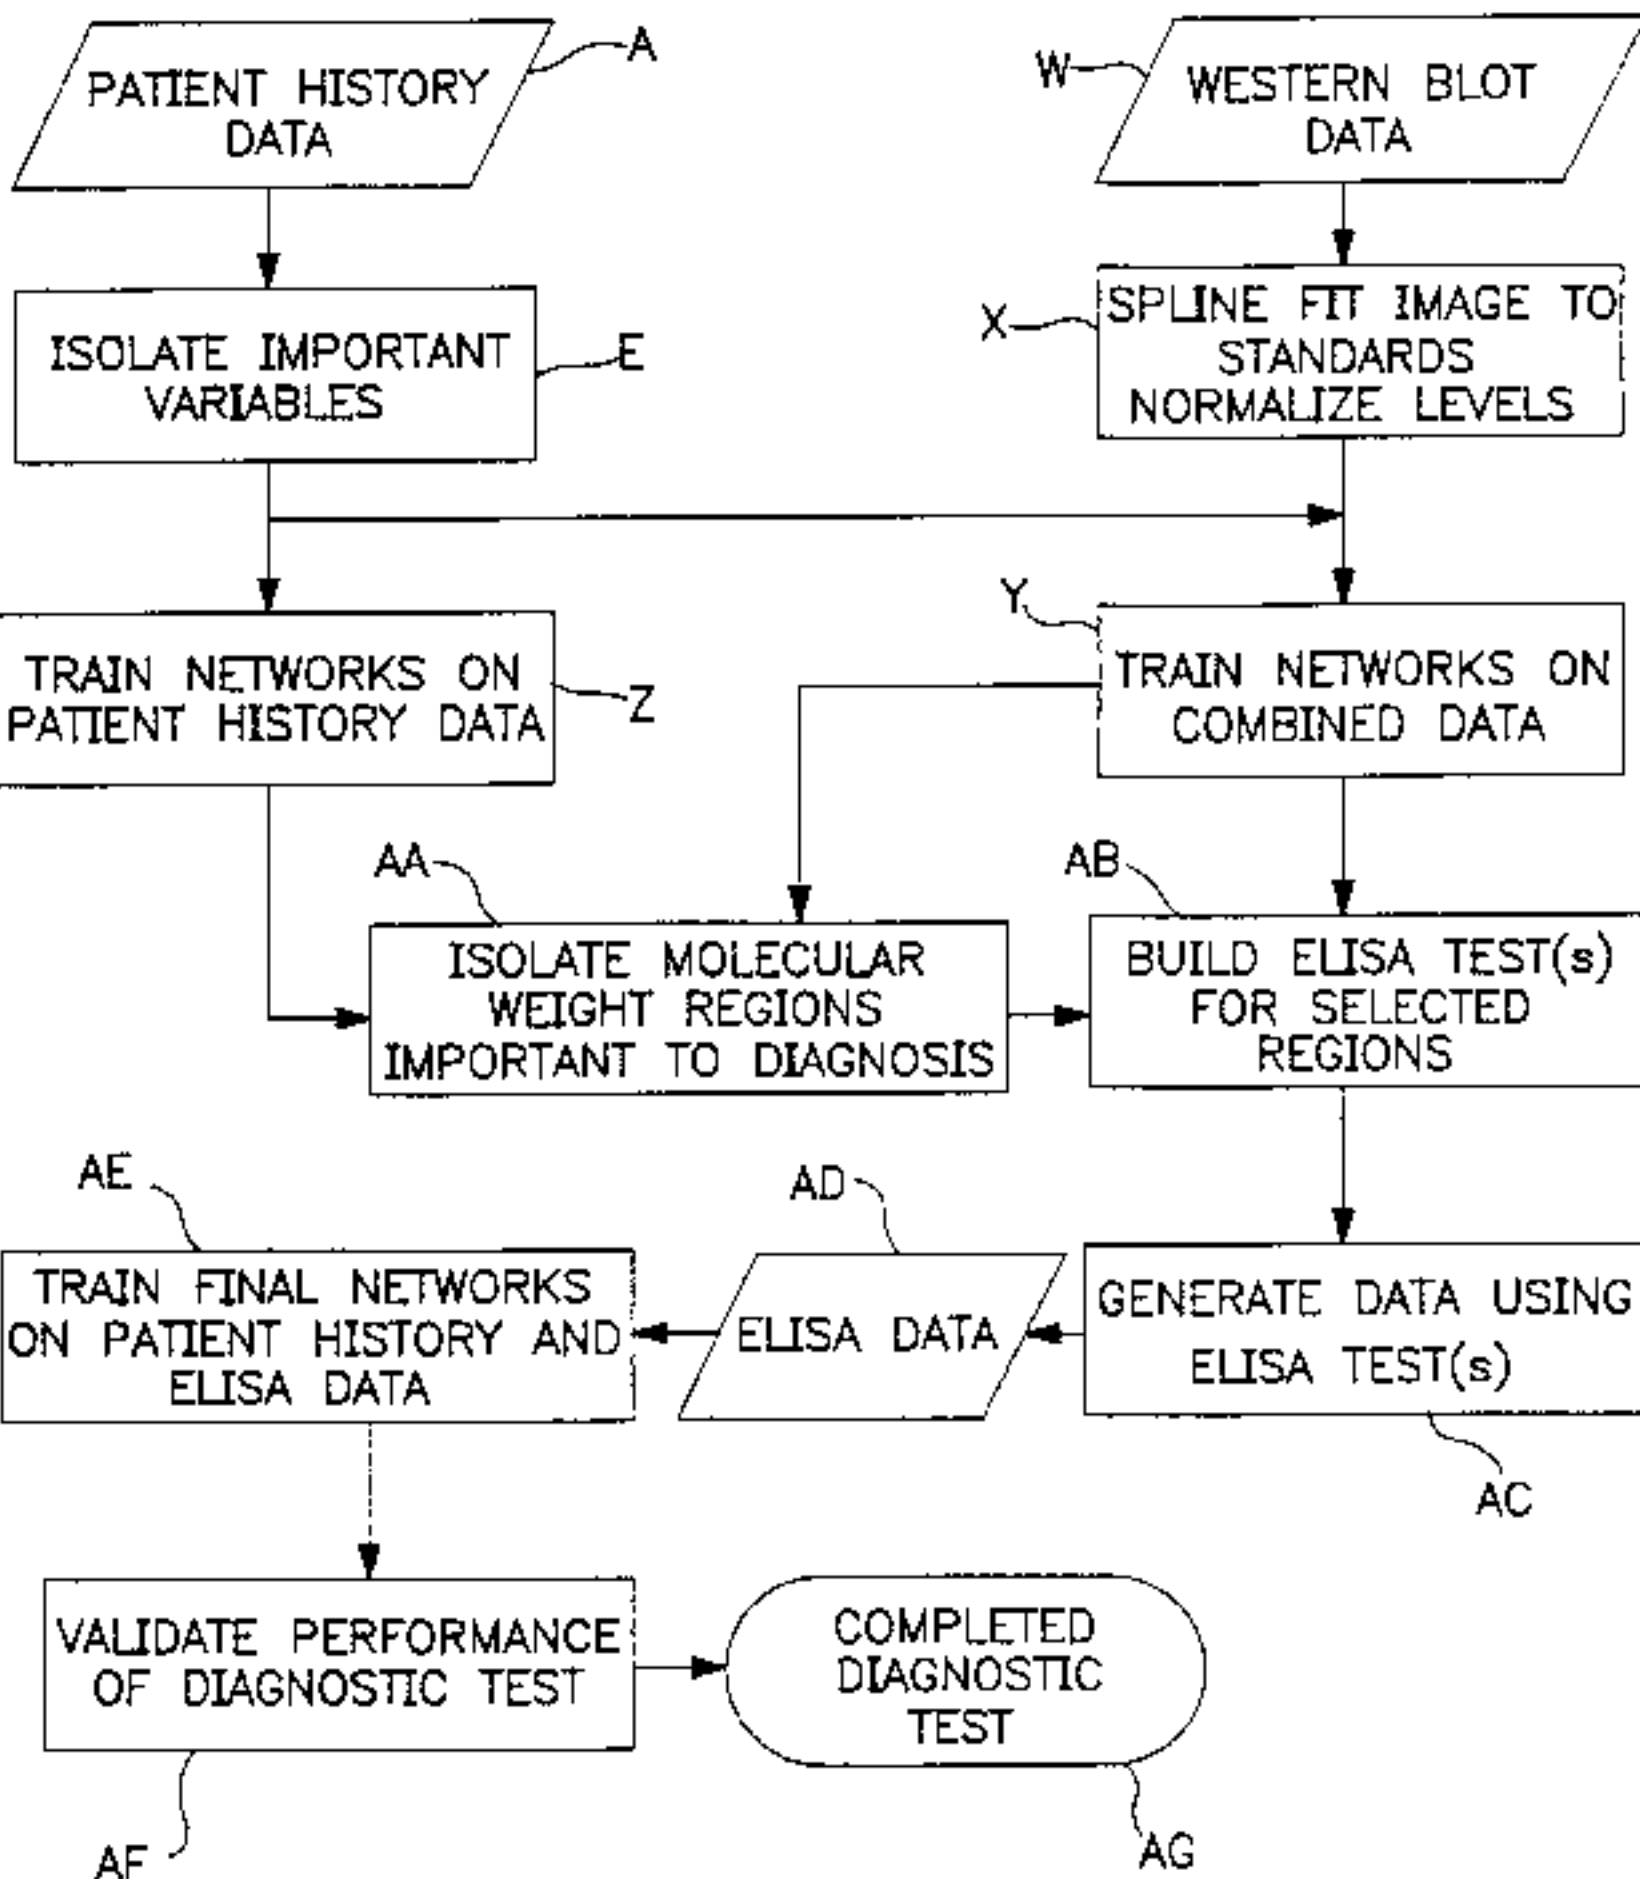 PATIENT HISTORY
DATA
A
WESTERN BLOT
DATA
W
ISOLATE IMPORTANT
VARIABLES
E
SPLINE FIT IMAGE TO
STANDARDS
NORMALIZE LEVELS
X
TRAIN NETWORKS ON
PATIENT HISTORY DATA
Z
TRAIN NETWORKS ON
COMBINED DATA
Y
AA
ISOLATE MOLECULAR
WEIGHT REGIONS
IMPORTANT TO DIAGNOSIS
AB
BUILD ELISA TEST(s)
FOR SELECTED
REGIONS
AE
TRAIN FINAL NETWORKS
ON PATIENT HISTORY AND
ELISA DATA
AD
ELISA DATA
GENERATE DATA USING
ELISA TEST(s)
AC
VALIDATE PERFORMANCE
OF DIAGNOSTIC TEST
AF
COMPLETED
DIAGNOSTIC
TEST
AG